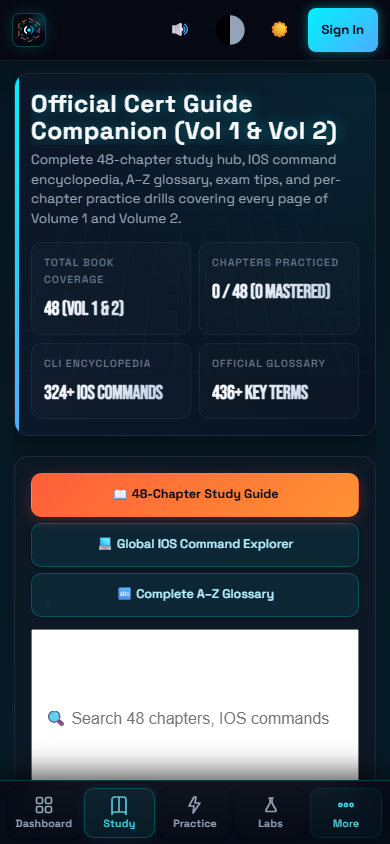 Sign In
Official Cert Guide
Companion (Vol 1 & Vol 2)
Complete 48-chapter study hub, IOS command
encyclopedia, A–Z glossary, exam tips, and per-
chapter practice drills covering every page of
Volume 1 and Volume 2.
TOTAL BOOK
COVERAGE
48 (VOL 1 & 2)
CHAPTERS PRACTICED
0 / 48 (0 MASTERED)
CLI ENCYCLOPEDIA
324+ IOS COMMANDS
OFFICIAL GLOSSARY
436+ KEY TERMS
48-Chapter Study Guide
Global IOS Command Explorer
abc Complete A–Z Glossary
Search 48 chapters, IOS commands
Dashboard
Study
Practice
Labs
More